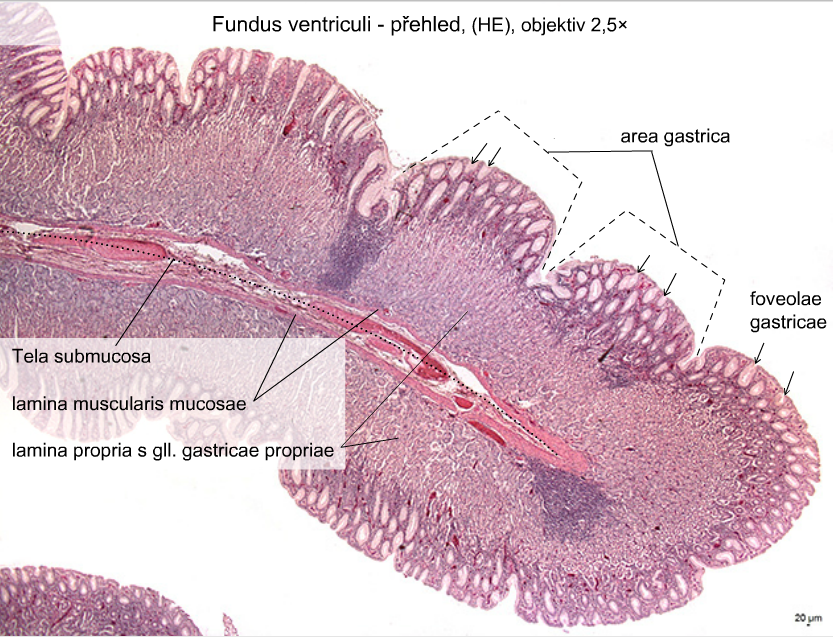 Fundus ventriculi - přehled, (HE), objektiv 2,5×
area gastrica
foveolae
gastricae
Tela submucosa
lamina muscularis mucosae
lamina propria s gll. gastricae propriae
20 µm